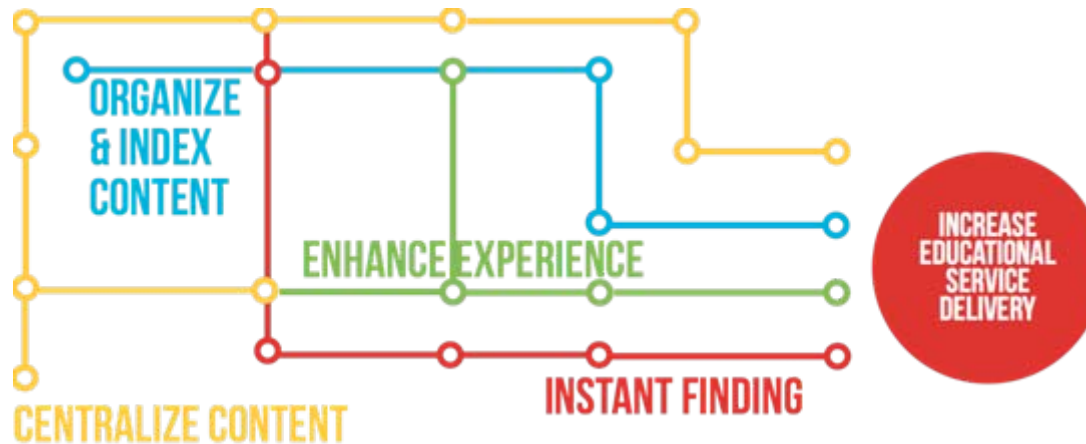 ORGANIZE
& INDEX
CONTENT
ENHANCE EXPERIENCE
INCREASE
EDUCATIONAL
SERVICE
DELIVERY
INSTANT FINDING
CENTRALIZE CONTENT